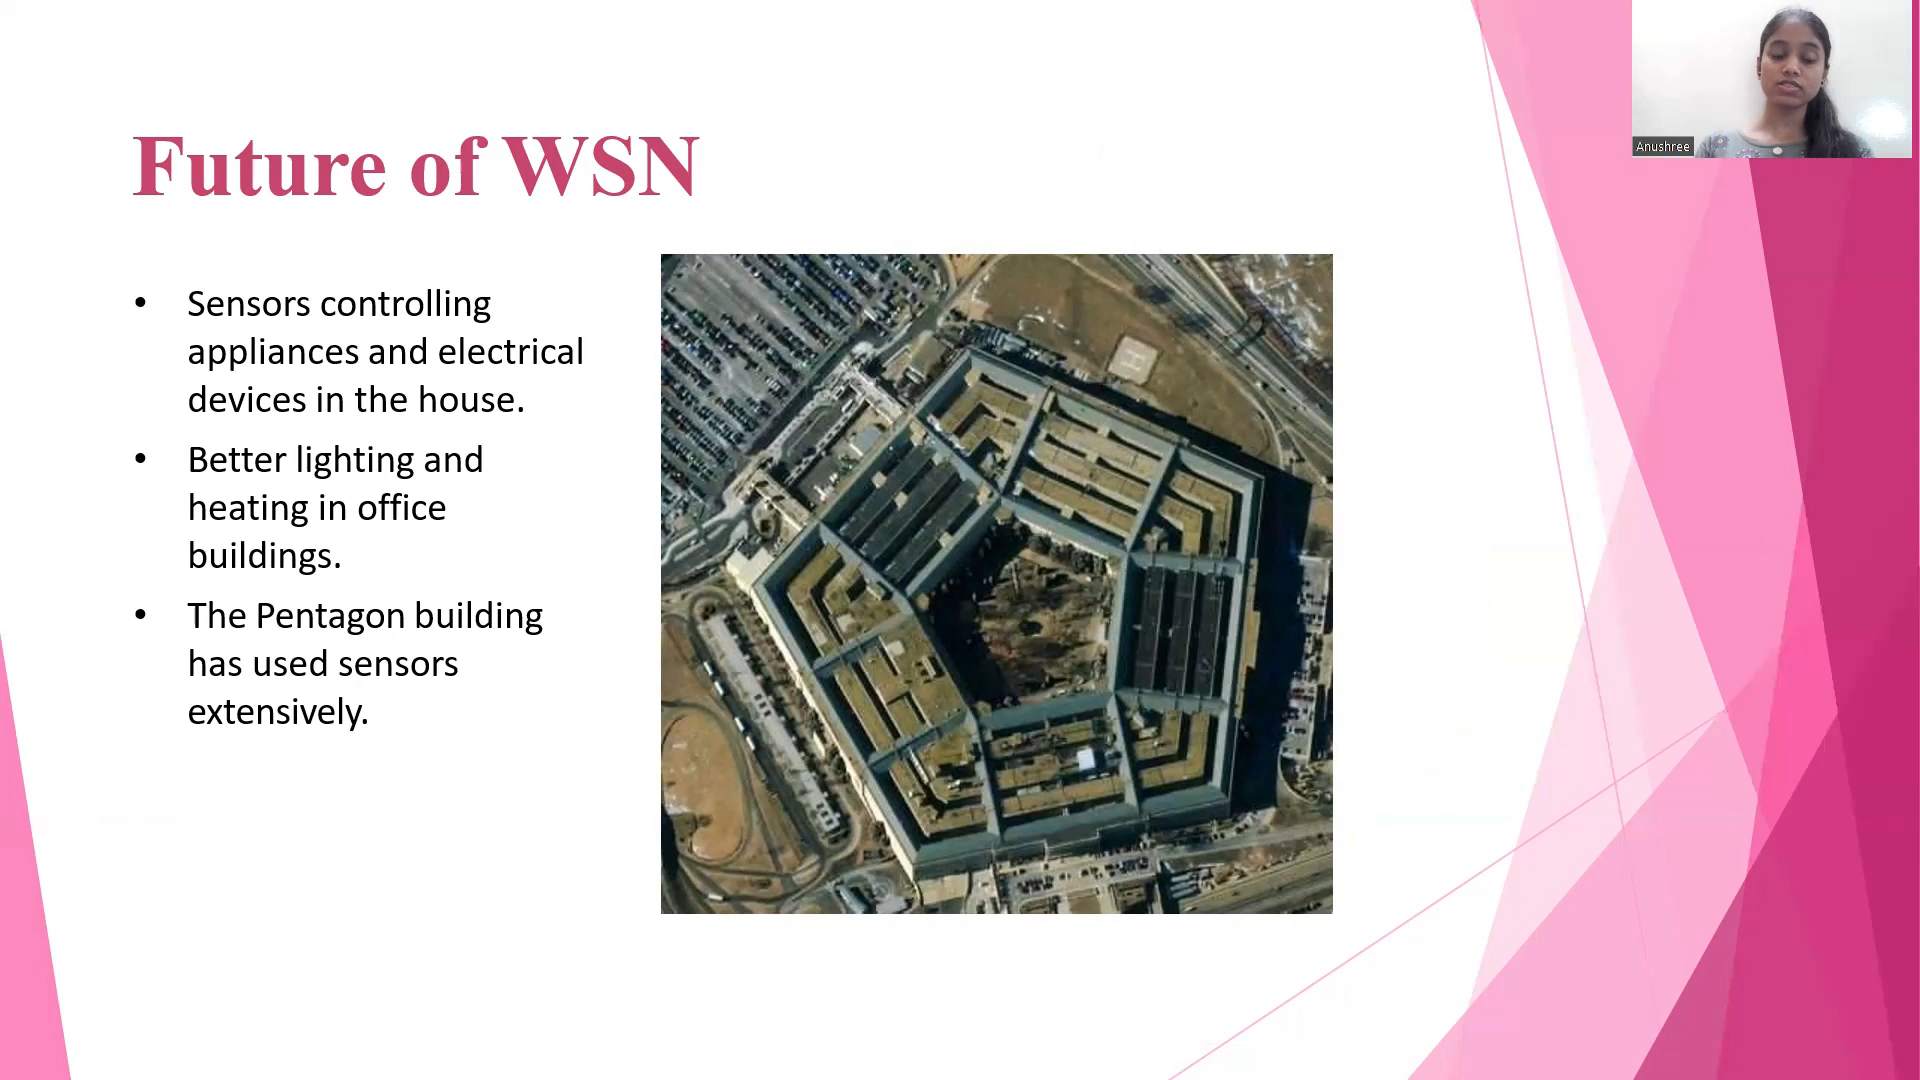 Future of WSN
• Sensors controlling
appliances and electrical
devices in the house.
• Better lighting and
heating in office
buildings.
• The Pentagon building
has used sensors
extensively.
Anushree